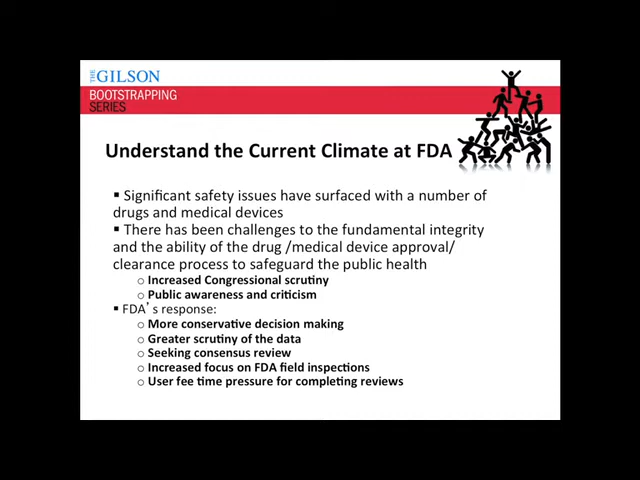 THE GILSON
BOOTSTRAPPING
SERIES
Understand the Current Climate at FDA
▪ Significant safety issues have surfaced with a number of
drugs and medical devices
▪ There has been challenges to the fundamental integrity
and the ability of the drug /medical device approval/
clearance process to safeguard the public health
o Increased Congressional scrutiny
o Public awareness and criticism
▪ FDA's response:
o More conservative decision making
o Greater scrutiny of the data
o Seeking consensus review
o Increased focus on FDA field inspections
o User fee time pressure for completing reviews